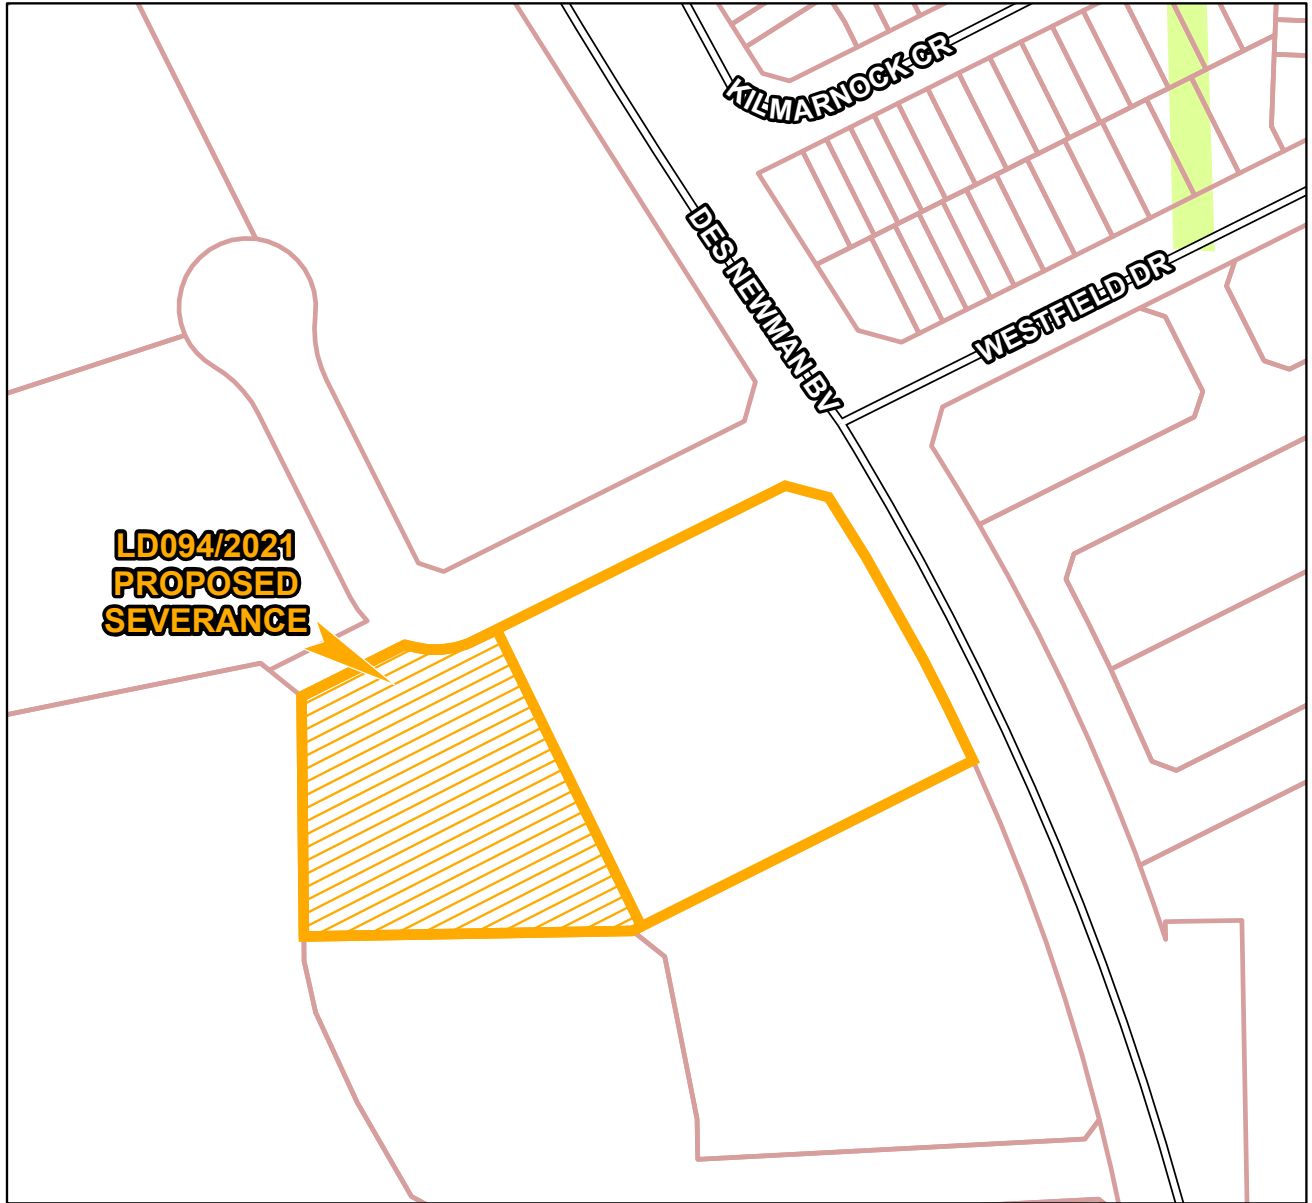 KILMARNOCK CR
DES NEWMAN BV
WESTFIELD DR
LD094/2021
PROPOSED
SEVERANCE